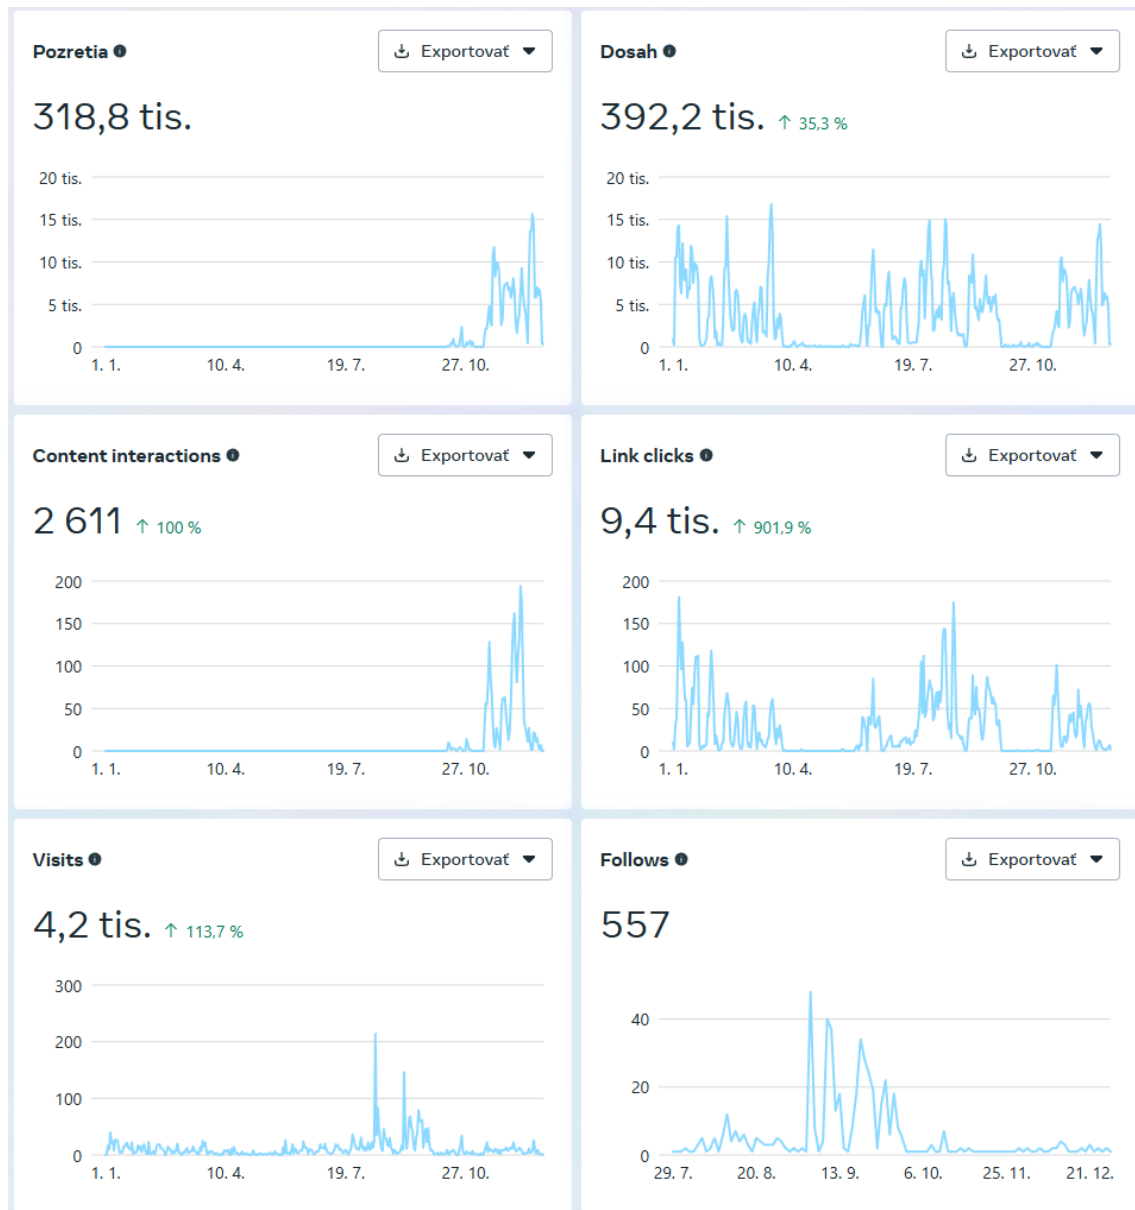 Pozretia
Exportovať
318,8 tis.
20 tis.
15 tis.
10 tis.
5 tis.
0
1. 1.
10. 4.
19. 7.
27. 10.
Dosah
Exportovať
392,2 tis. ↑ 35,3 %
20 tis.
15 tis.
10 tis.
5 tis.
0
1. 1.
10. 4.
19. 7.
27. 10.
Content interactions
Exportovať
2 611 ↑ 100 %
200
150
100
50
0
1. 1.
10. 4.
19. 7.
27. 10.
Link clicks
Exportovať
9,4 tis. ↑ 901,9 %
200
150
100
50
0
1. 1.
10. 4.
19. 7.
27. 10.
Visits
Exportovať
4,2 tis. ↑ 113,7 %
300
200
100
0
1. 1.
10. 4.
19. 7.
27. 10.
Follows
Exportovať
557
40
20
0
29. 7.
20. 8.
13. 9.
6. 10.
25. 11.
21. 12.